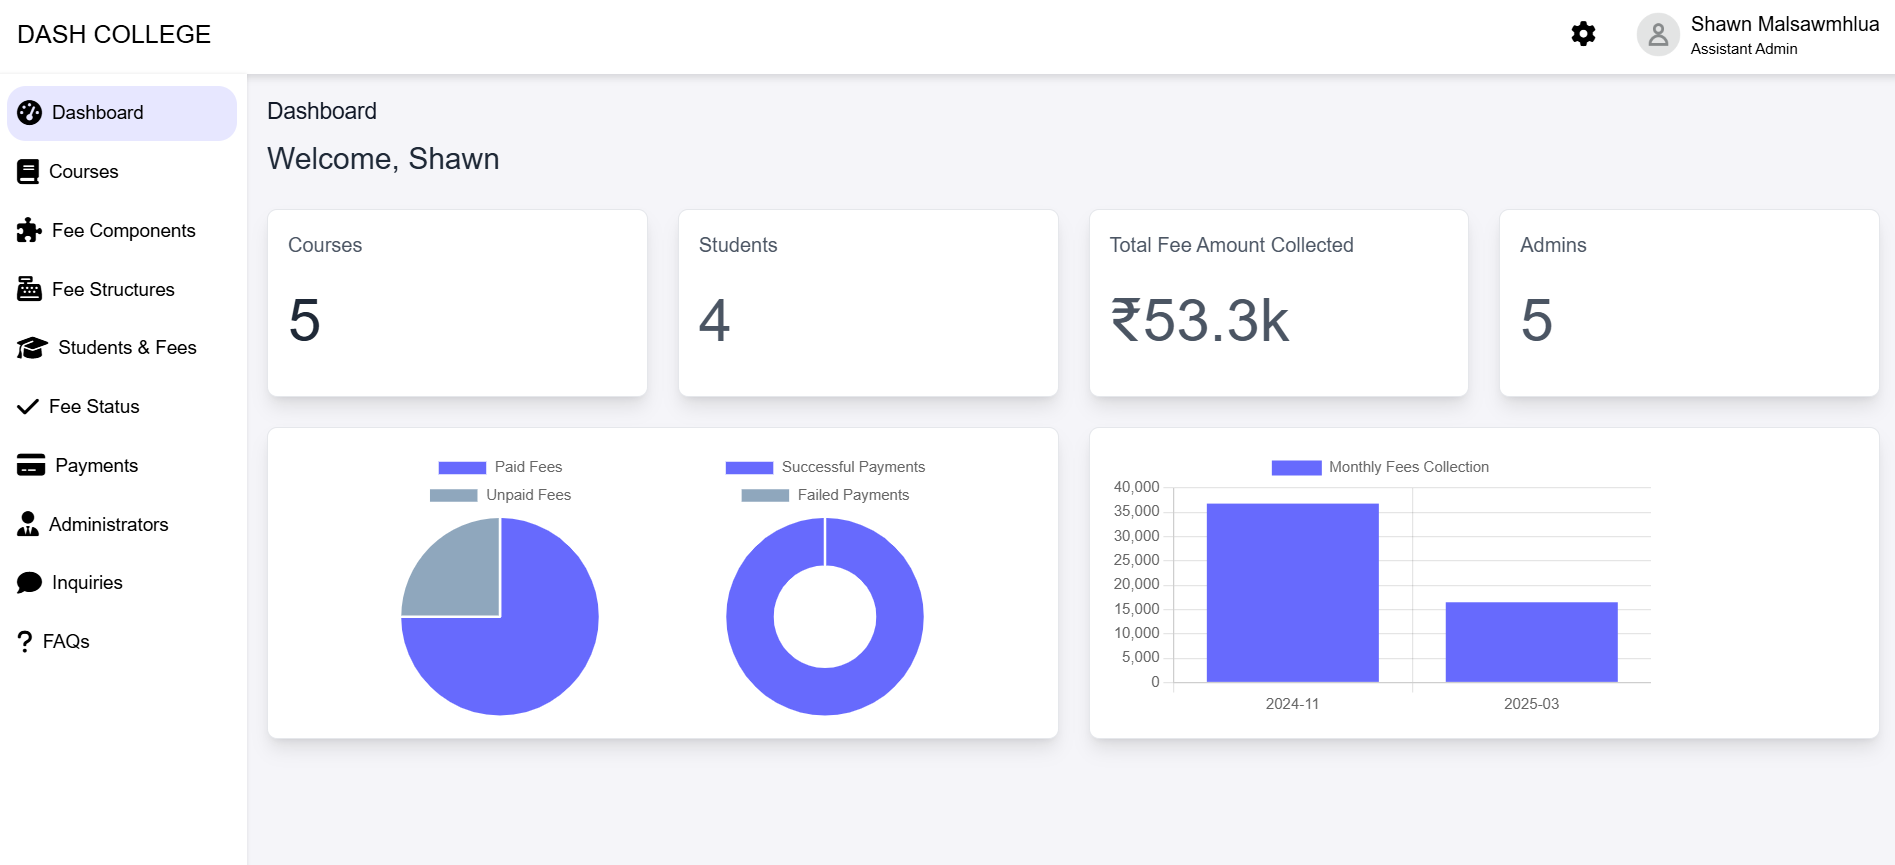 DASH COLLEGE
Shawn Malsawmhlua
Assistant Admin
Dashboard
Courses
Fee Components
Fee Structures
Students & Fees
Fee Status
Payments
Administrators
Inquiries
FAQs
Dashboard
Welcome, Shawn
Courses
5
Students
4
Total Fee Amount Collected
₹53.3k
Admins
5
Paid Fees
Unpaid Fees
Successful Payments
Failed Payments
Monthly Fees Collection
40,000
35,000
30,000
25,000
20,000
15,000
10,000
5,000
0
2024-11
2025-03